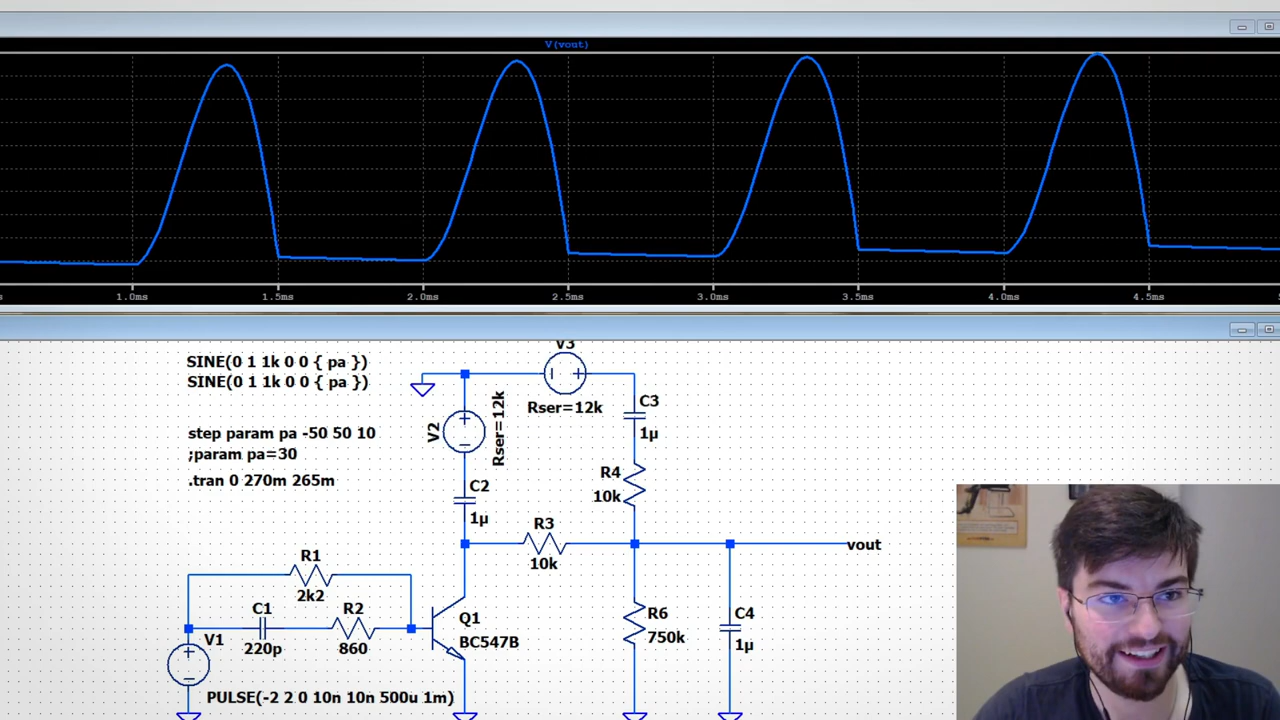 V(vout)
1.0ms 1.5ms 2.0ms 2.5ms 3.0ms 3.5ms 4.0ms 4.5ms
SINE(0 1 1k 0 0 { pa })
SINE(0 1 1k 0 0 { pa })
step param pa -50 50 10
;param pa=30
.tran 0 270m 265m
V3
Rser=12k
V2
Rser=12k
C3
1µ
R4
10k
C2
1µ
R3
10k
vout
R1
2k2
C1
220p
R2
860
Q1
BC547B
R6
750k
C4
1µ
V1
PULSE(-2 2 0 10n 10n 500u 1m)